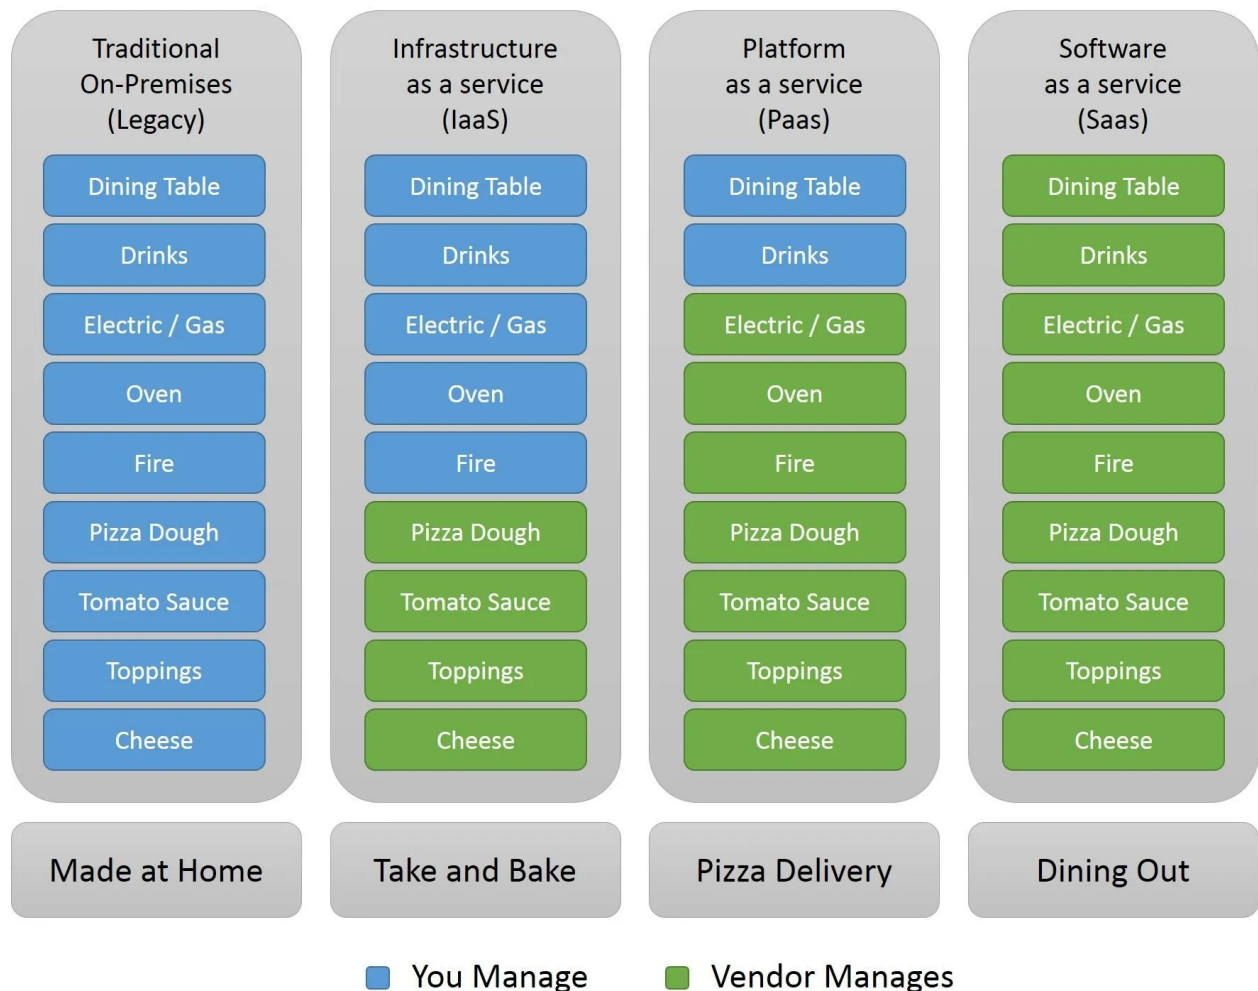 Traditional
On-Premises
(Legacy)
Dining Table
Drinks
Electric / Gas
Oven
Fire
Pizza Dough
Tomato Sauce
Toppings
Cheese
Made at Home
Infrastructure
as a service
(IaaS)
Dining Table
Drinks
Electric / Gas
Oven
Fire
Pizza Dough
Tomato Sauce
Toppings
Cheese
Take and Bake
Platform
as a service
(Paas)
Dining Table
Drinks
Electric / Gas
Oven
Fire
Pizza Dough
Tomato Sauce
Toppings
Cheese
Pizza Delivery
Software
as a service
(Saas)
Dining Table
Drinks
Electric / Gas
Oven
Fire
Pizza Dough
Tomato Sauce
Toppings
Cheese
Dining Out
You Manage
Vendor Manages